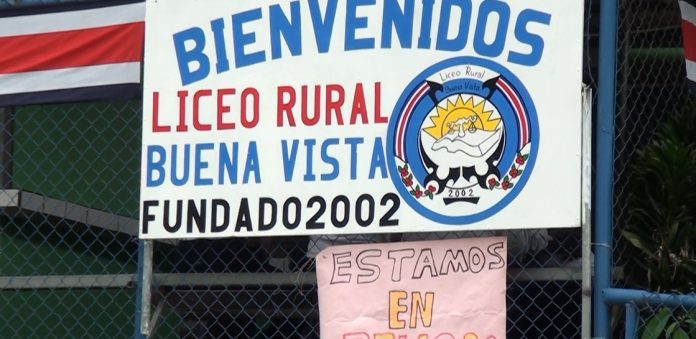 BIENVENIDOS
LICEO RURAL
BUENA VISTA
FUNDADO2002
Liceo Rural
Buena Vista
2002
ESTAMOS
EN